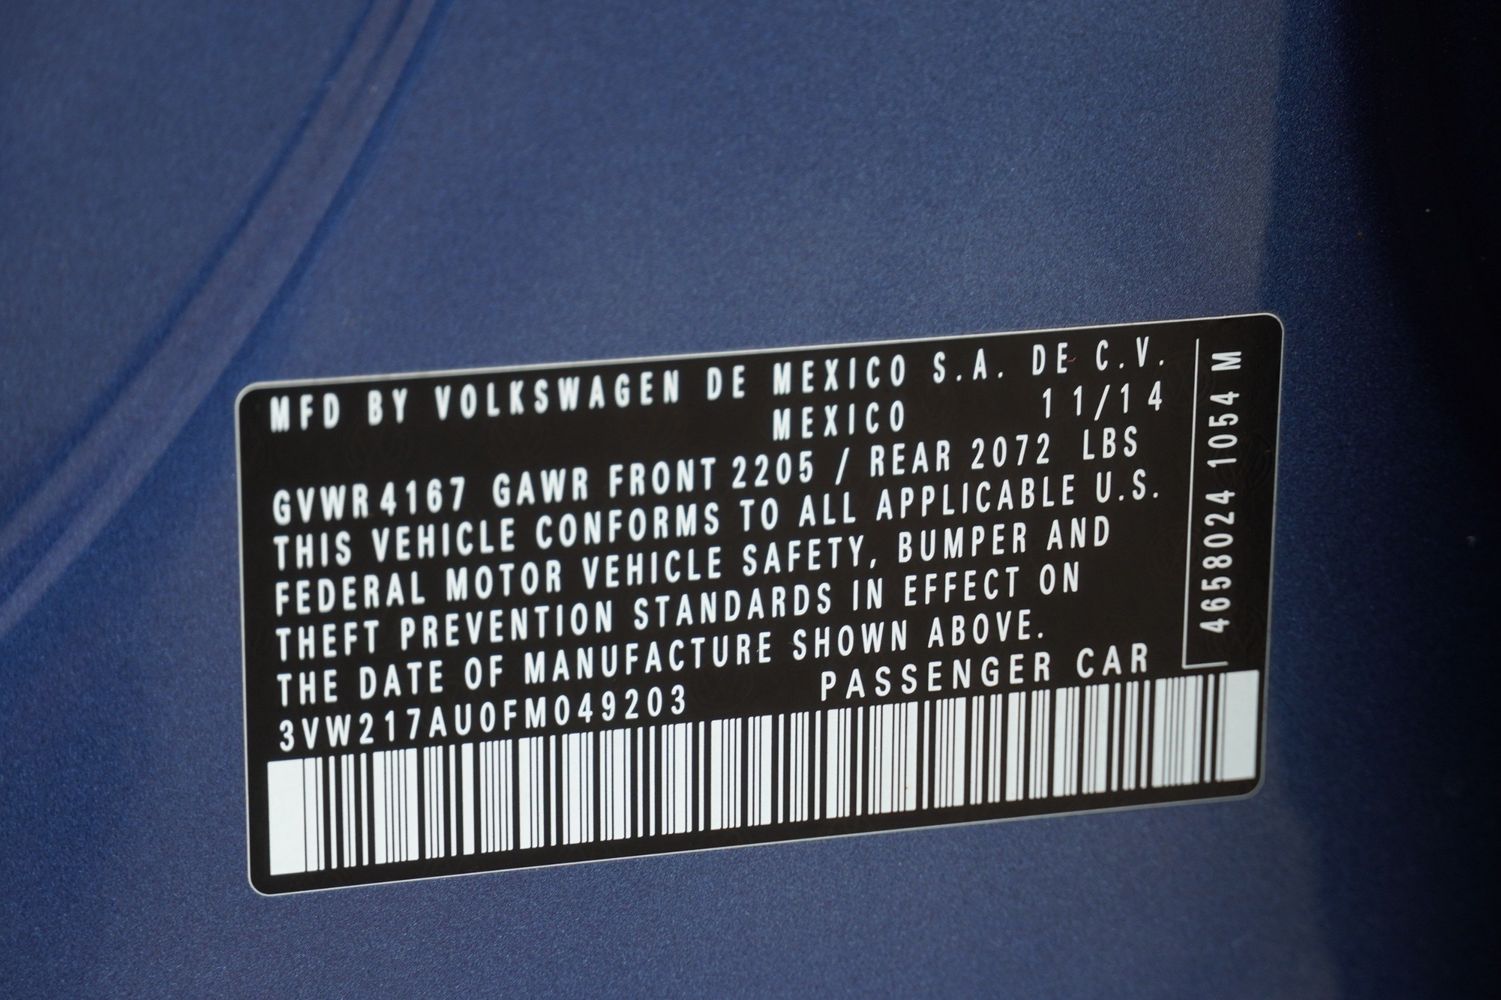 MFD BY VOLKSWAGEN DE MEXICO S.A. DE C.V.
MEXICO 11/14
GVWR 4167 GAWR FRONT 2205 / REAR 2072 LBS
THIS VEHICLE CONFORMS TO ALL APPLICABLE U.S.
FEDERAL MOTOR VEHICLE SAFETY, BUMPER AND
THEFT PREVENTION STANDARDS IN EFFECT ON
THE DATE OF MANUFACTURE SHOWN ABOVE.
3VW217AU0FM049203 PASSENGER CAR
4658024 1054 M